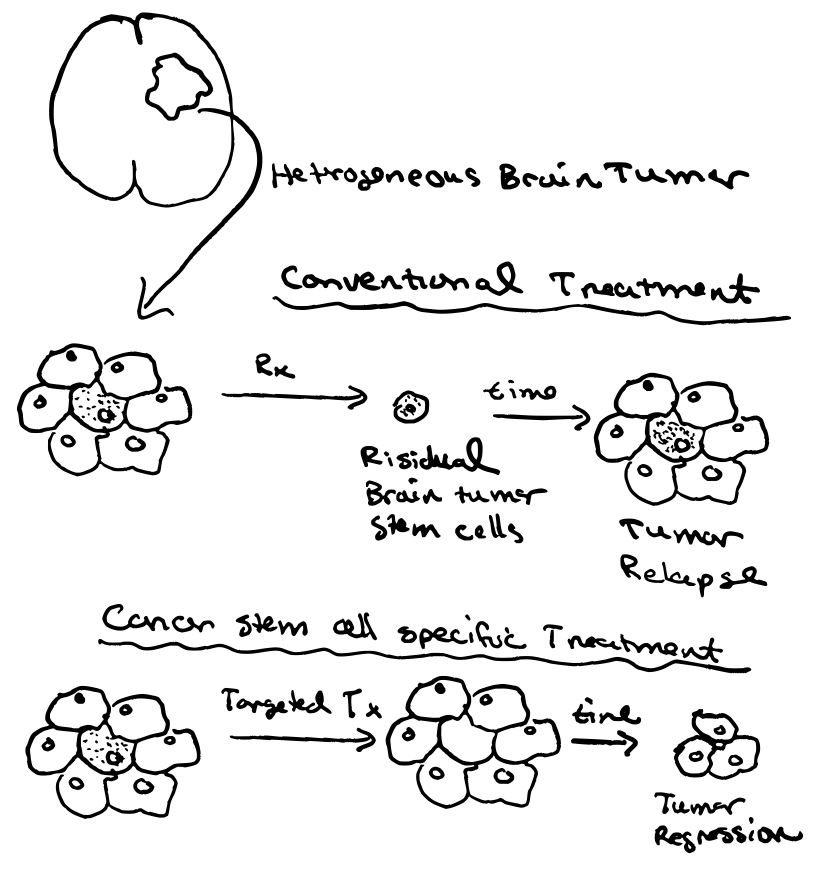 Hetrogeneous Brain Tumor
Conventional Treatment
Rx
time
Risidual
Brain tumor
stem cells
Tumor
Relapse
Cancer stem cell specific Treatment
Targeted Tx
time
Tumor
Regression